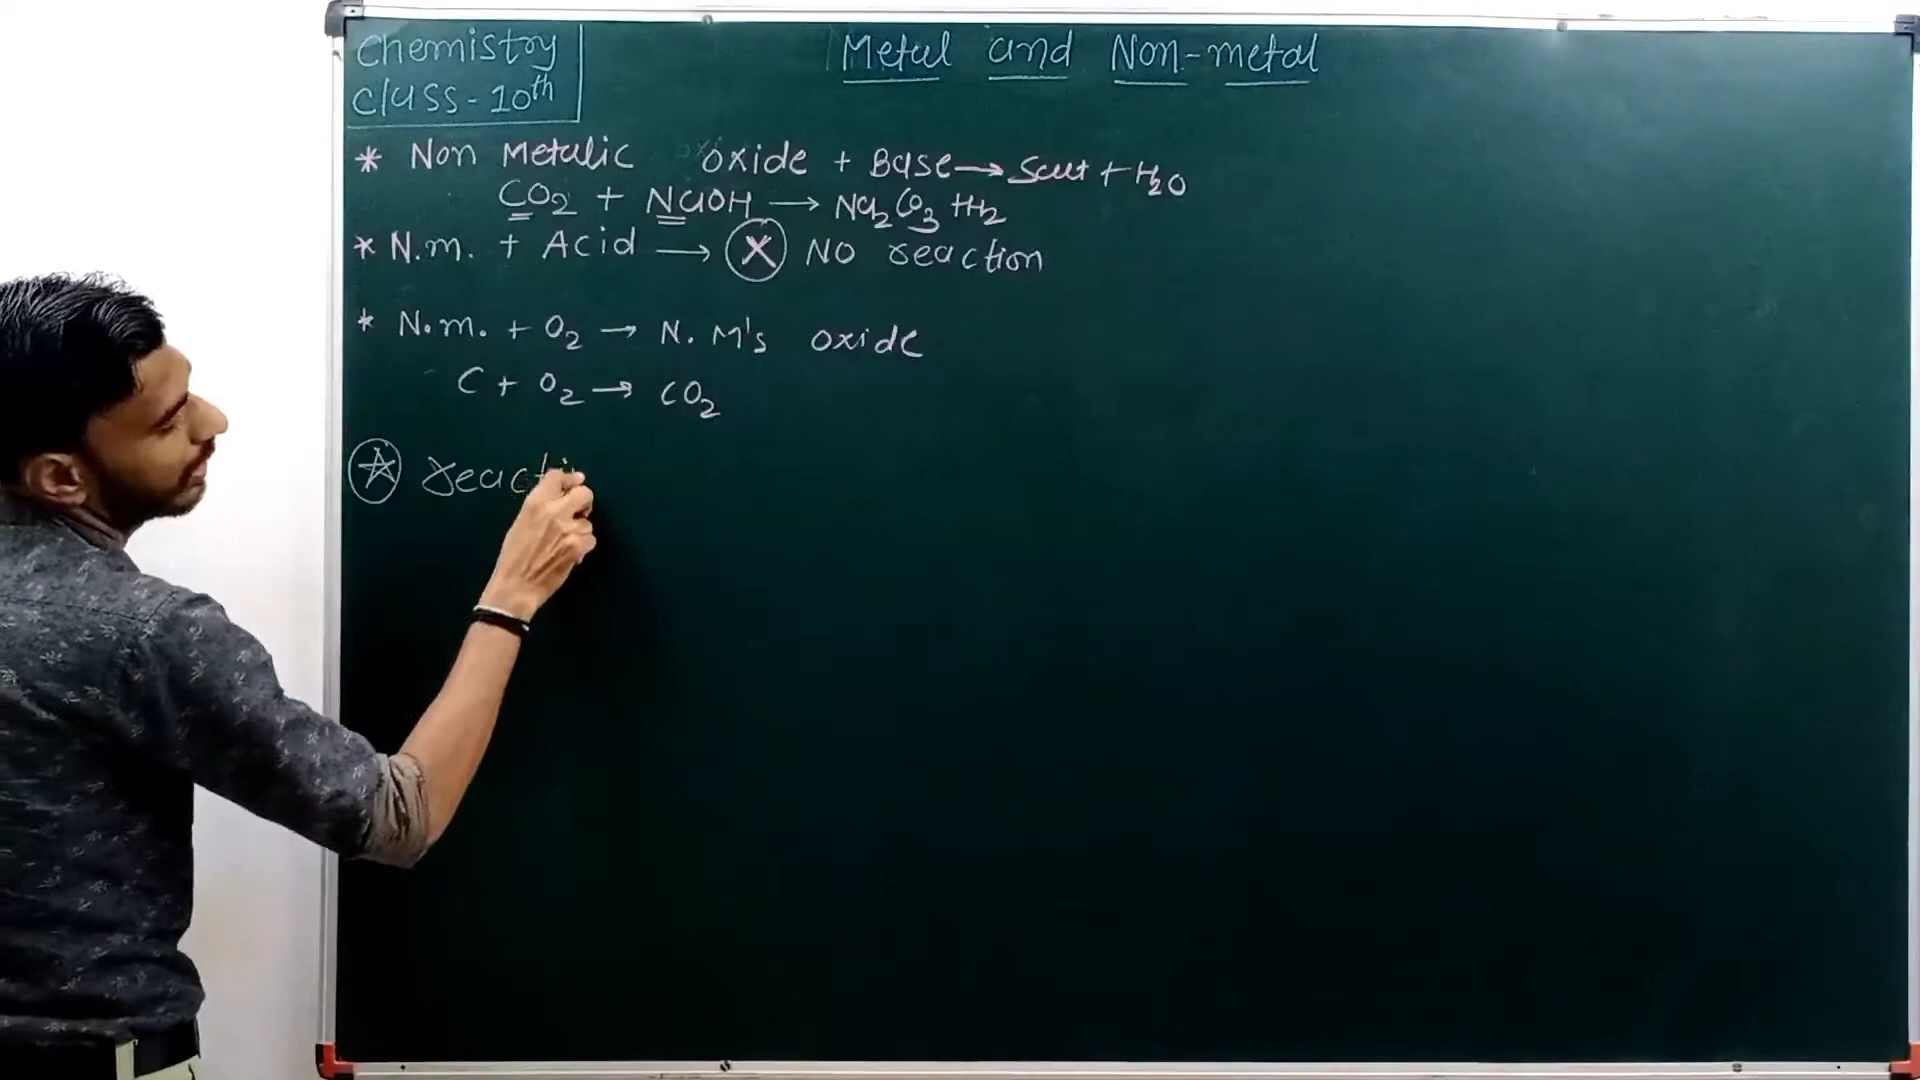 Chemistry
Class-10th
Metal and Non-metal
* Non Metalic oxide + Base → Salt + H₂O
CO₂ + NaOH → Na₂CO₃ + H₂
* N.m. + Acid → X NO reaction
* N.m. + O₂ → N.M's oxide
C + O₂ → CO₂
reacti